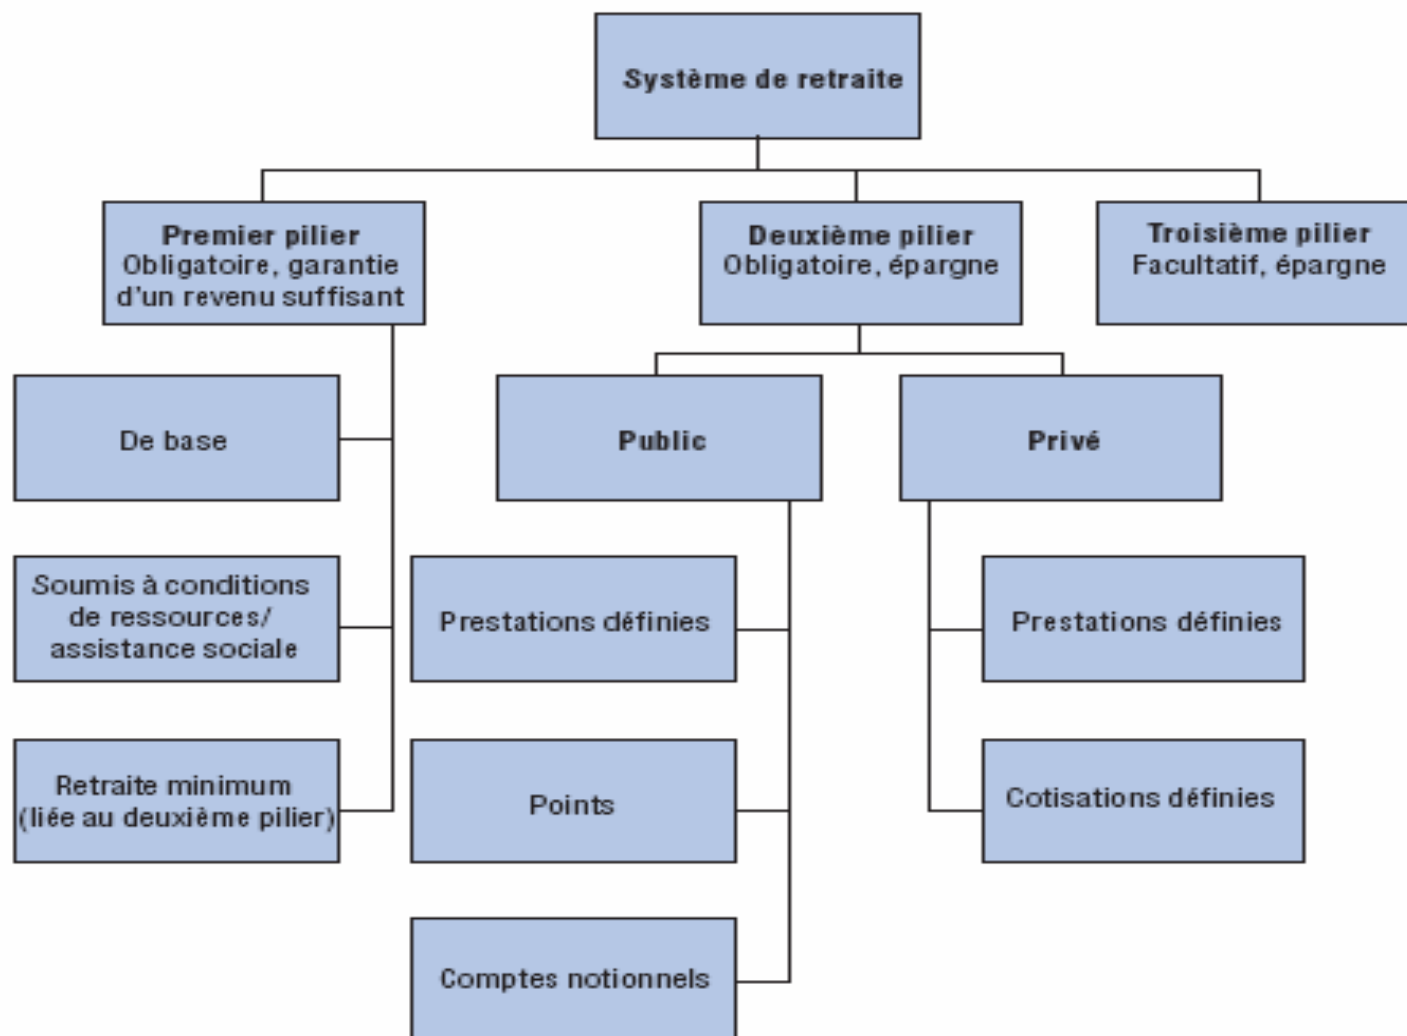 Système de retraite
Premier pilier
Obligatoire, garantie
d'un revenu suffisant
Deuxième pilier
Obligatoire, épargne
Troisième pilier
Facultatif, épargne
De base
Public
Privé
Soumis à conditions
de ressources/
assistance sociale
Prestations définies
Prestations définies
Retraite minimum
(liée au deuxième pilier)
Points
Cotisations définies
Comptes notionnels